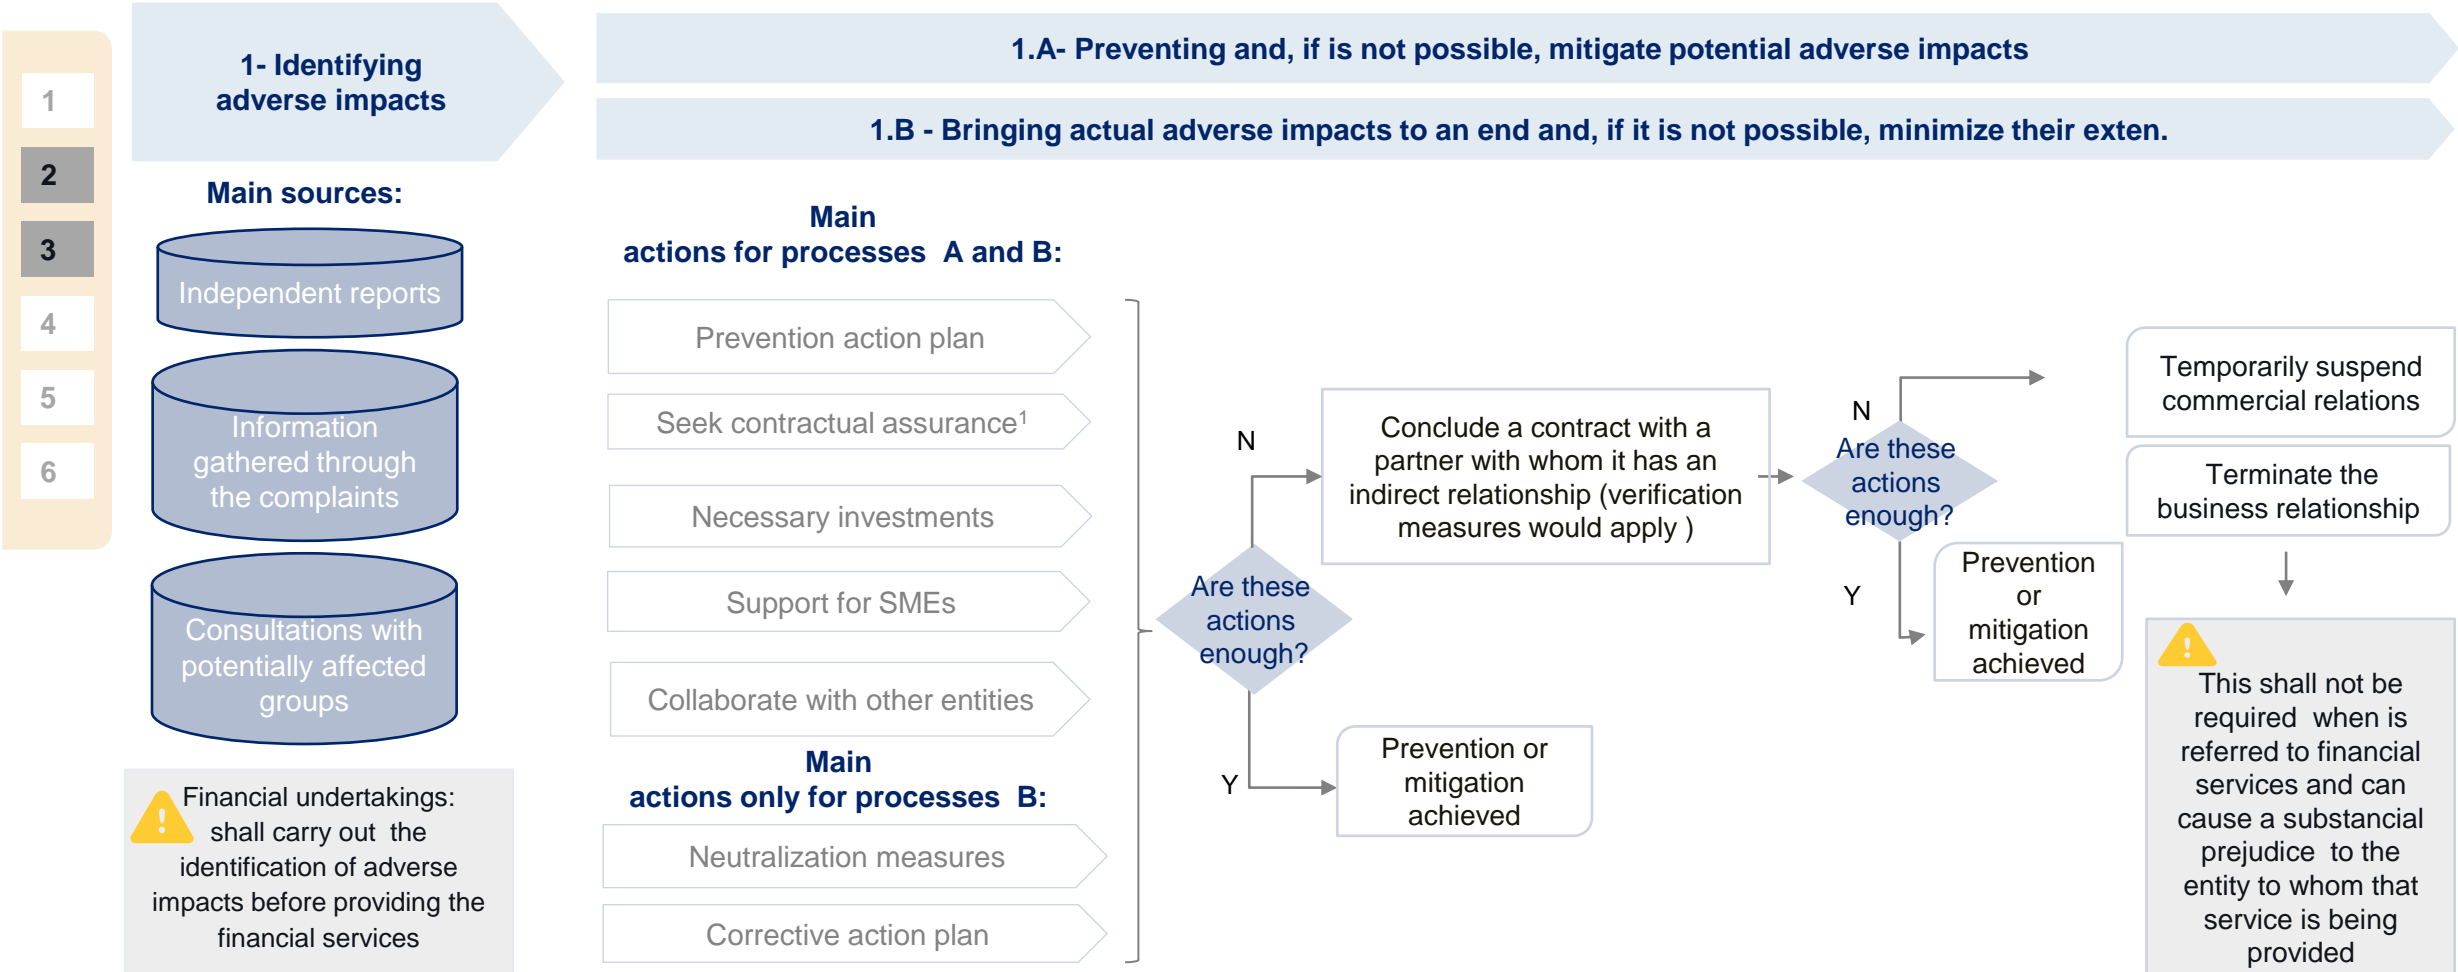 1
2
3
4
5
6
1- Identifying
adverse impacts
1.A- Preventing and, if is not possible, mitigate potential adverse impacts
1.B - Bringing actual adverse impacts to an end and, if it is not possible, minimize their exten.
Main sources:
Independent reports
Information
gathered through
the complaints
Consultations with
potentially affected
groups
Financial undertakings:
shall carry out the
identification of adverse
impacts before providing the
financial services
Main
actions for processes A and B:
Prevention action plan
Seek contractual assurance¹
Necessary investments
Support for SMEs
Collaborate with other entities
Main
actions only for processes B:
Neutralization measures
Corrective action plan
Are these
actions
enough?
N
Y
Prevention or
mitigation
achieved
Conclude a contract with a
partner with whom it has an
indirect relationship (verification
measures would apply )
Are these
actions
enough?
N
Y
Prevention
or
mitigation
achieved
Temporarily suspend
commercial relations
Terminate the
business relationship
This shall not be
required when is
referred to financial
services and can
cause a substancial
prejudice to the
entity to whom that
service is being
provided